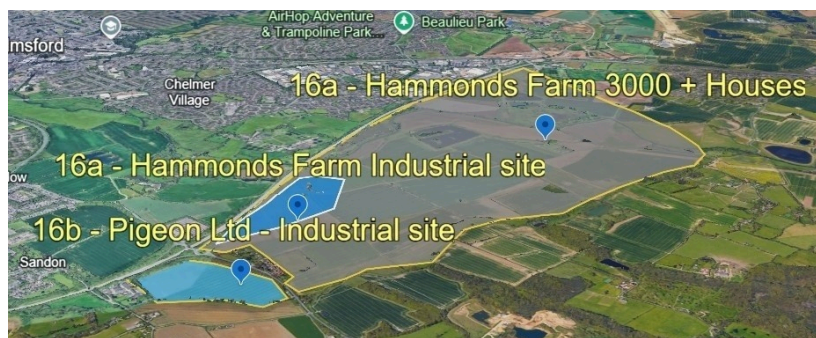 AirHop Adventure
& Trampoline Park...
Beaulieu Park
msford
Chelmer
Village
16a - Hammonds Farm 3000 + Houses
16a - Hammonds Farm Industrial site
ow
16b - Pigeon Ltd - Industrial site
Sandon